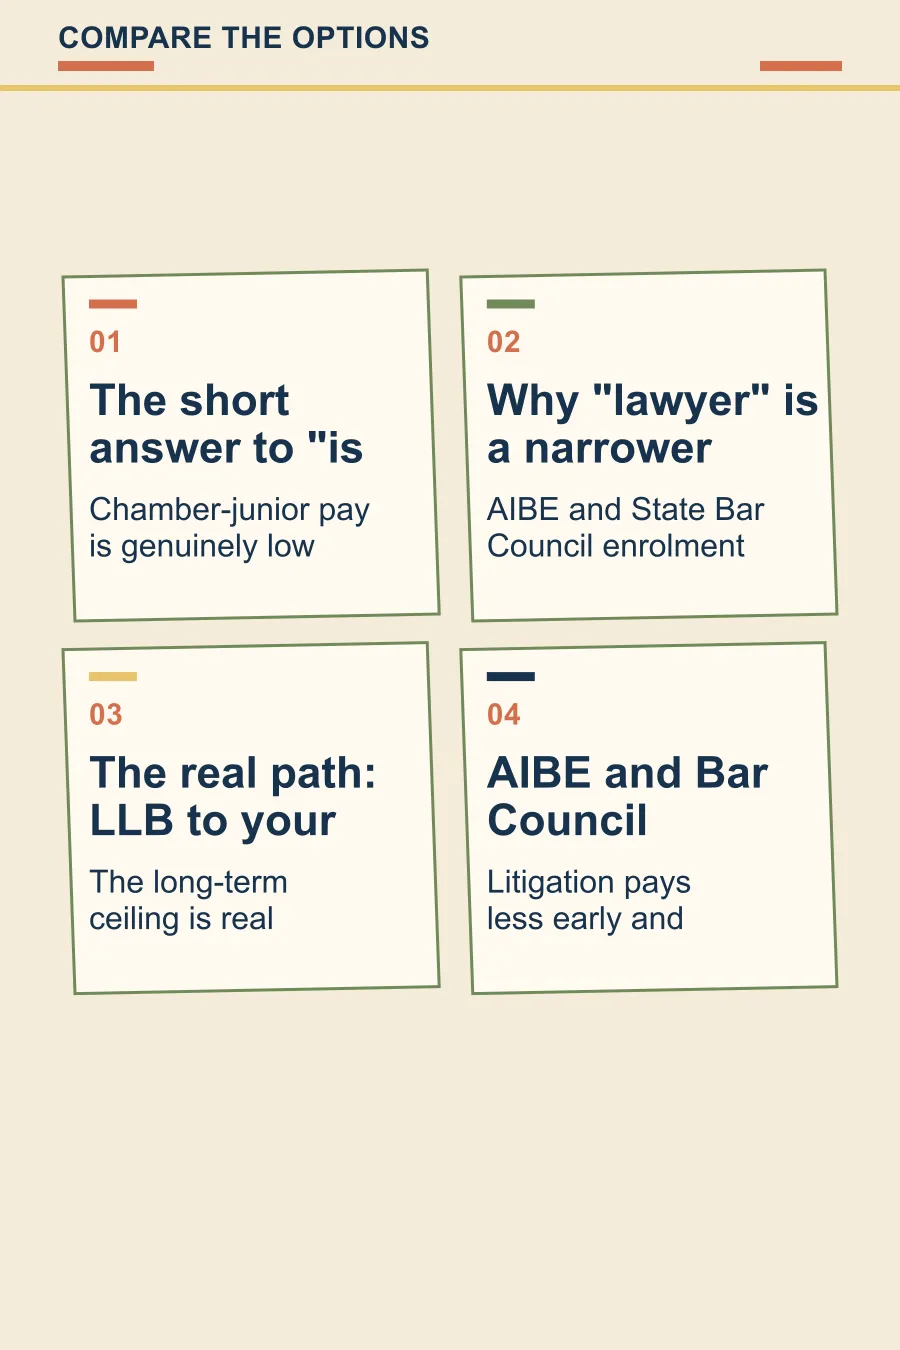 COMPARE THE OPTIONS
01
The short
answer to "is
Chamber-junior pay
is genuinely low
02
Why "lawyer" is
a narrower
AIBE and State Bar
Council enrolment
03
The real path:
LLB to your
The long-term
ceiling is real
04
AIBE and Bar
Council
Litigation pays
less early and